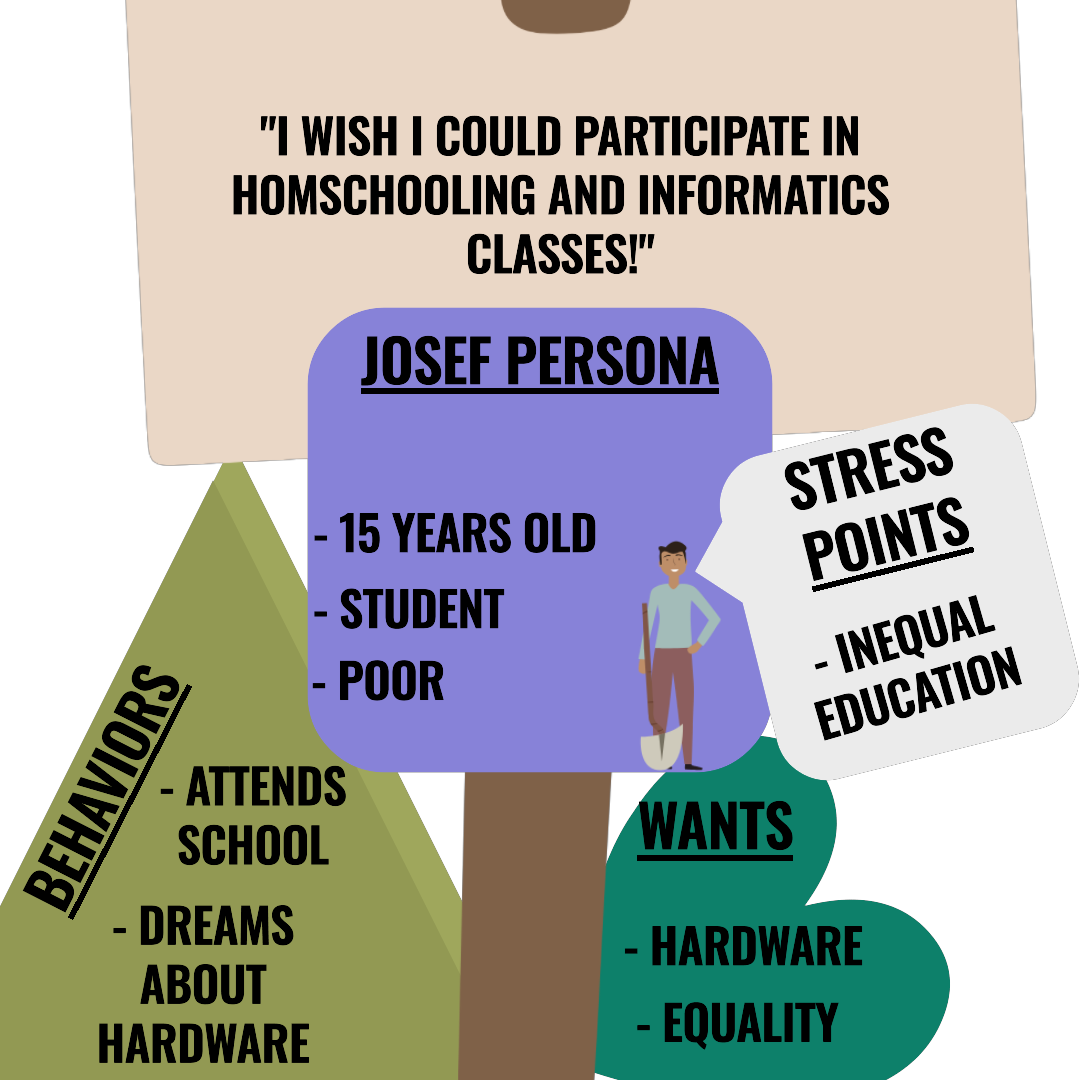 "I WISH I COULD PARTICIPATE IN
HOMSCHOOLING AND INFORMATICS
CLASSES!"
JOSEF PERSONA
- 15 YEARS OLD
- STUDENT
- POOR
STRESS
POINTS
- INEQUAL
EDUCATION
BEHAVIORS
- ATTENDS
SCHOOL
- DREAMS
ABOUT
HARDWARE
WANTS
- HARDWARE
- EQUALITY